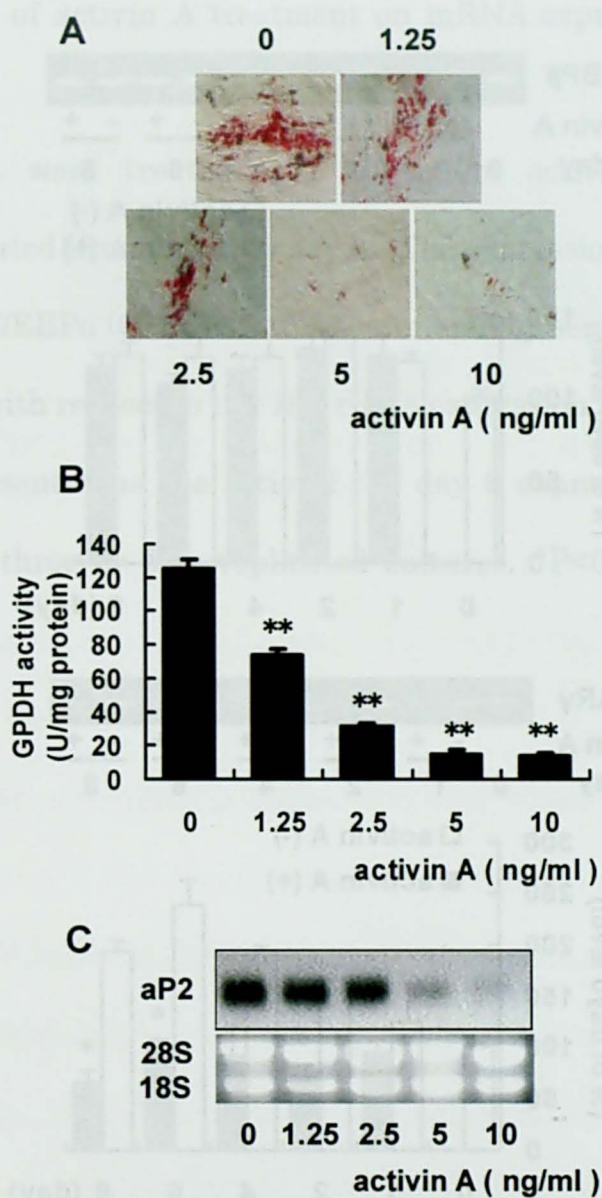 A
0 1.25
2.5 5 10
activin A ( ng/ml )
B
GPDH activity
(U/mg protein)
140
120
100
80
60
40
20
0
** ** ** **
0 1.25 2.5 5 10
activin A ( ng/ml )
C
aP2
28S
18S
0 1.25 2.5 5 10
activin A ( ng/ml )